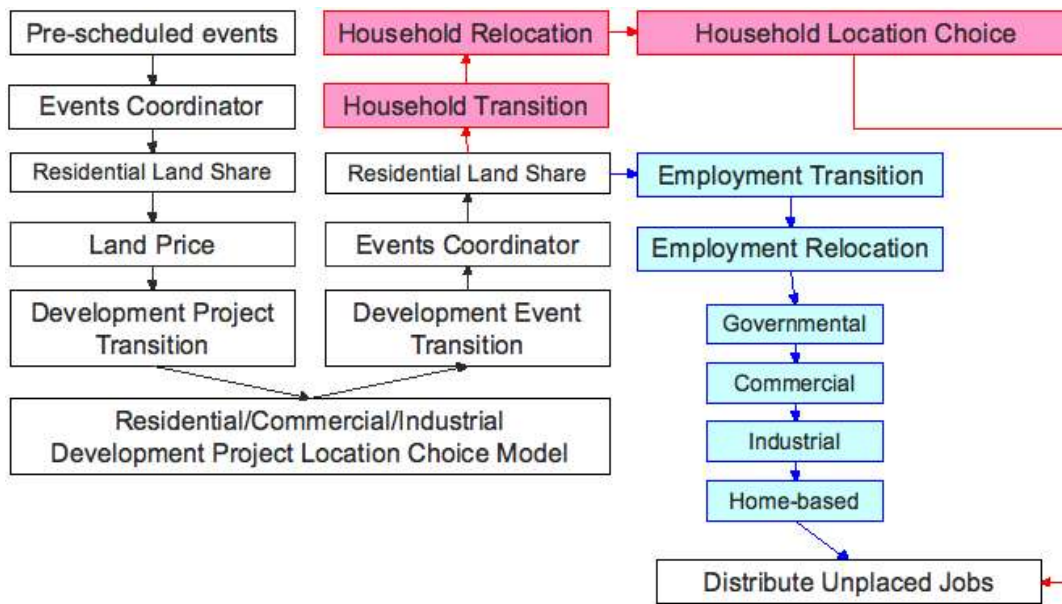 Pre-scheduled events
Events Coordinator
Residential Land Share
Land Price
Development Project
Transition
Residential/Commercial/Industrial
Development Project Location Choice Model
Development Event
Transition
Events Coordinator
Residential Land Share
Household Transition
Household Relocation
Household Location Choice
Employment Transition
Employment Relocation
Governmental
Commercial
Industrial
Home-based
Distribute Unplaced Jobs